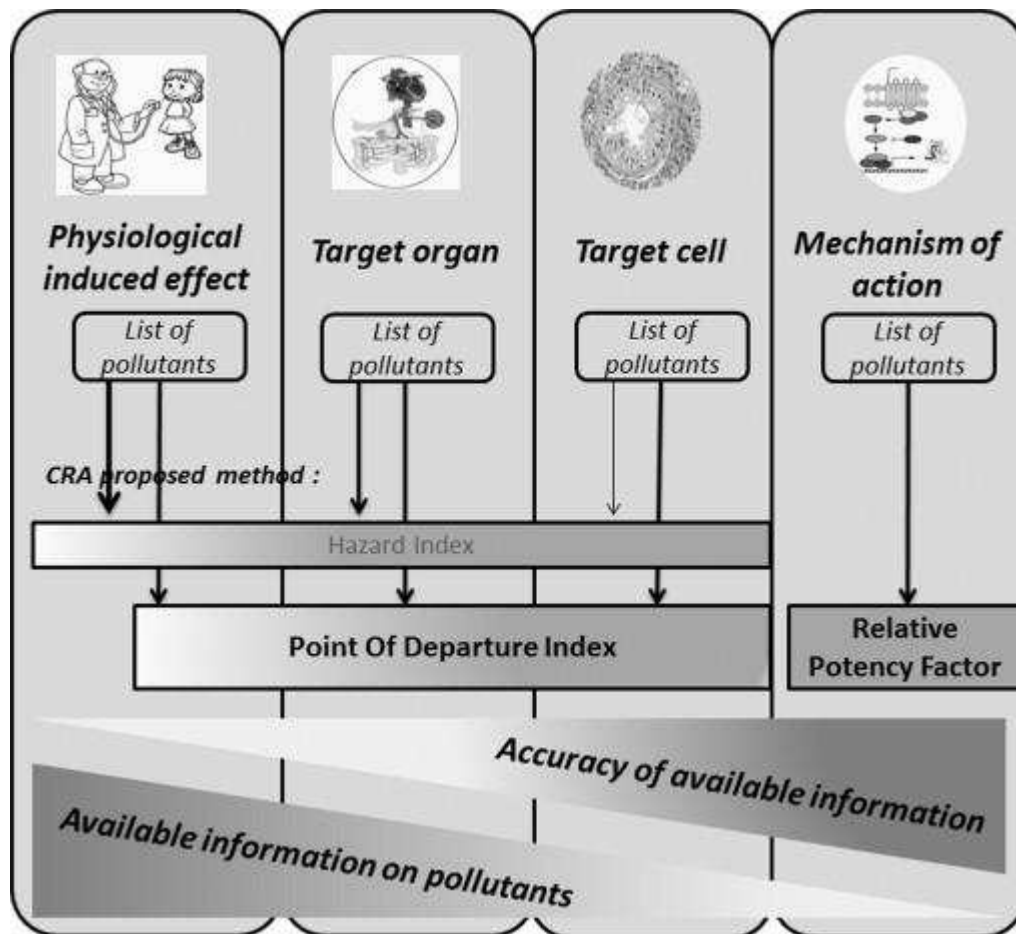 Physiological
induced effect
Target organ
Target cell
Mechanism of
action
List of
pollutants
List of
pollutants
List of
pollutants
List of
pollutants
CRA proposed method :
Hazard Index
Point Of Departure Index
Relative
Potency Factor
Accuracy of available information
Available information on pollutants